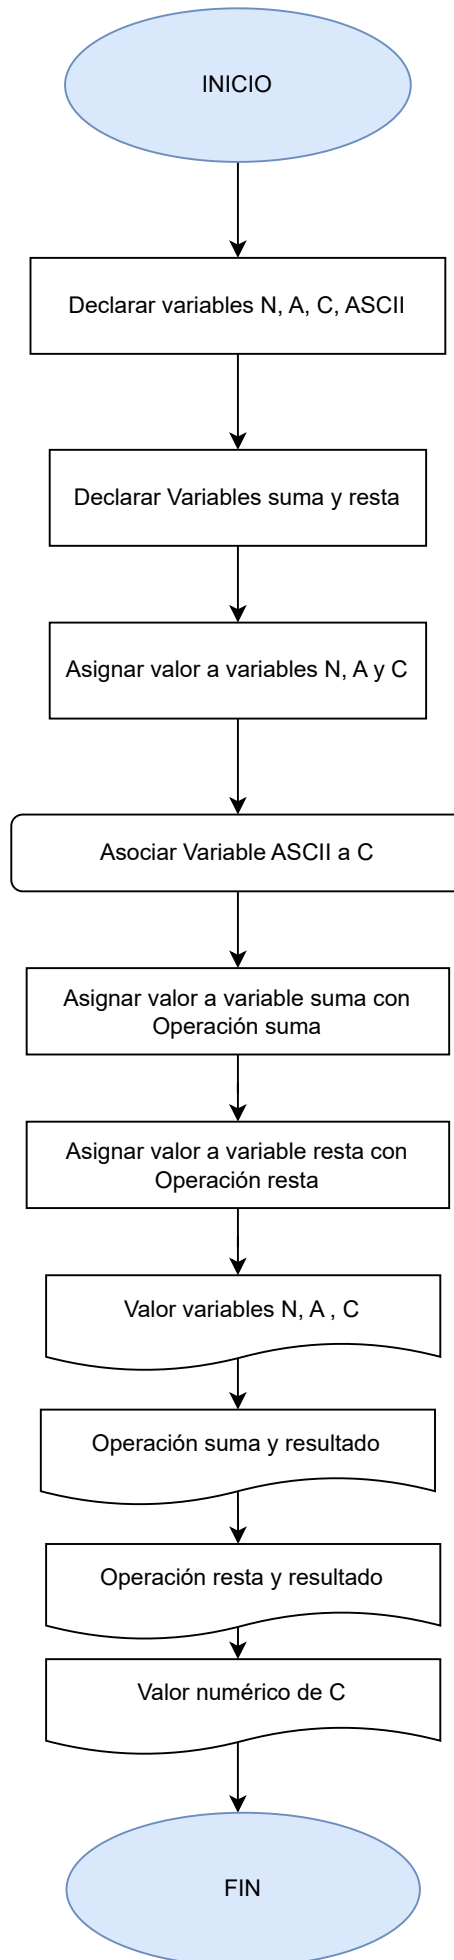 INICIO
Declarar variables N, A, C, ASCII
Declarar Variables suma y resta
Asignar valor a variables N, A y C
Asociar Variable ASCII a C
Asignar valor a variable suma con
Operación suma
Asignar valor a variable resta con
Operación resta
Valor variables N, A , C
Operación suma y resultado
Operación resta y resultado
Valor numérico de C
FIN